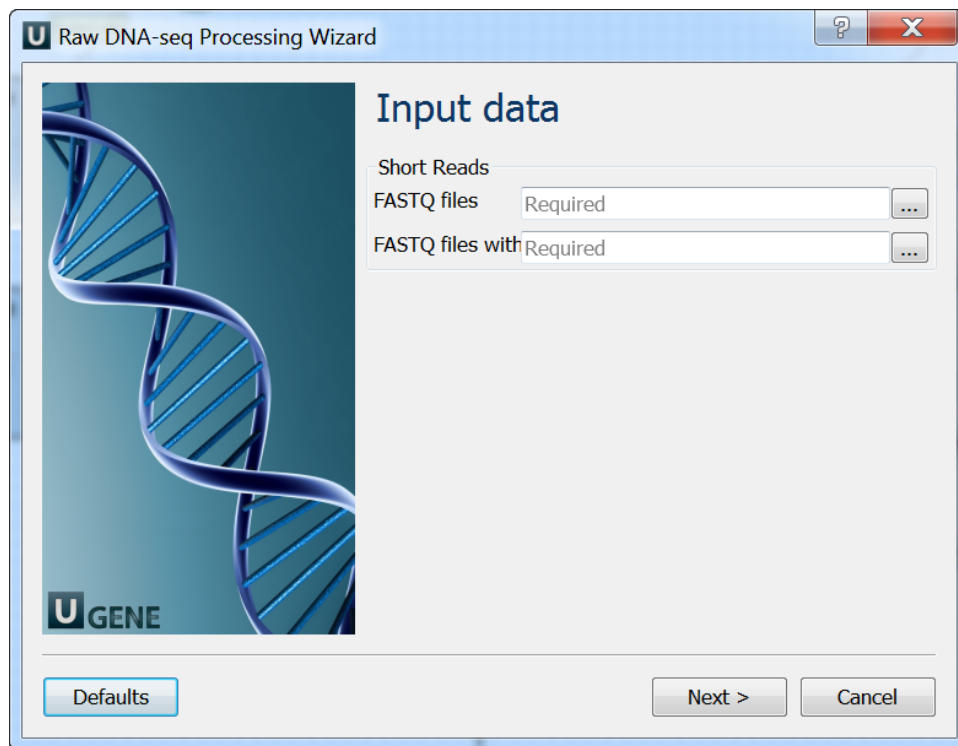 U Raw DNA-seq Processing Wizard
Input data
Short Reads
FASTQ files Required ...
FASTQ files with Required ...
U GENE
Defaults Next > Cancel